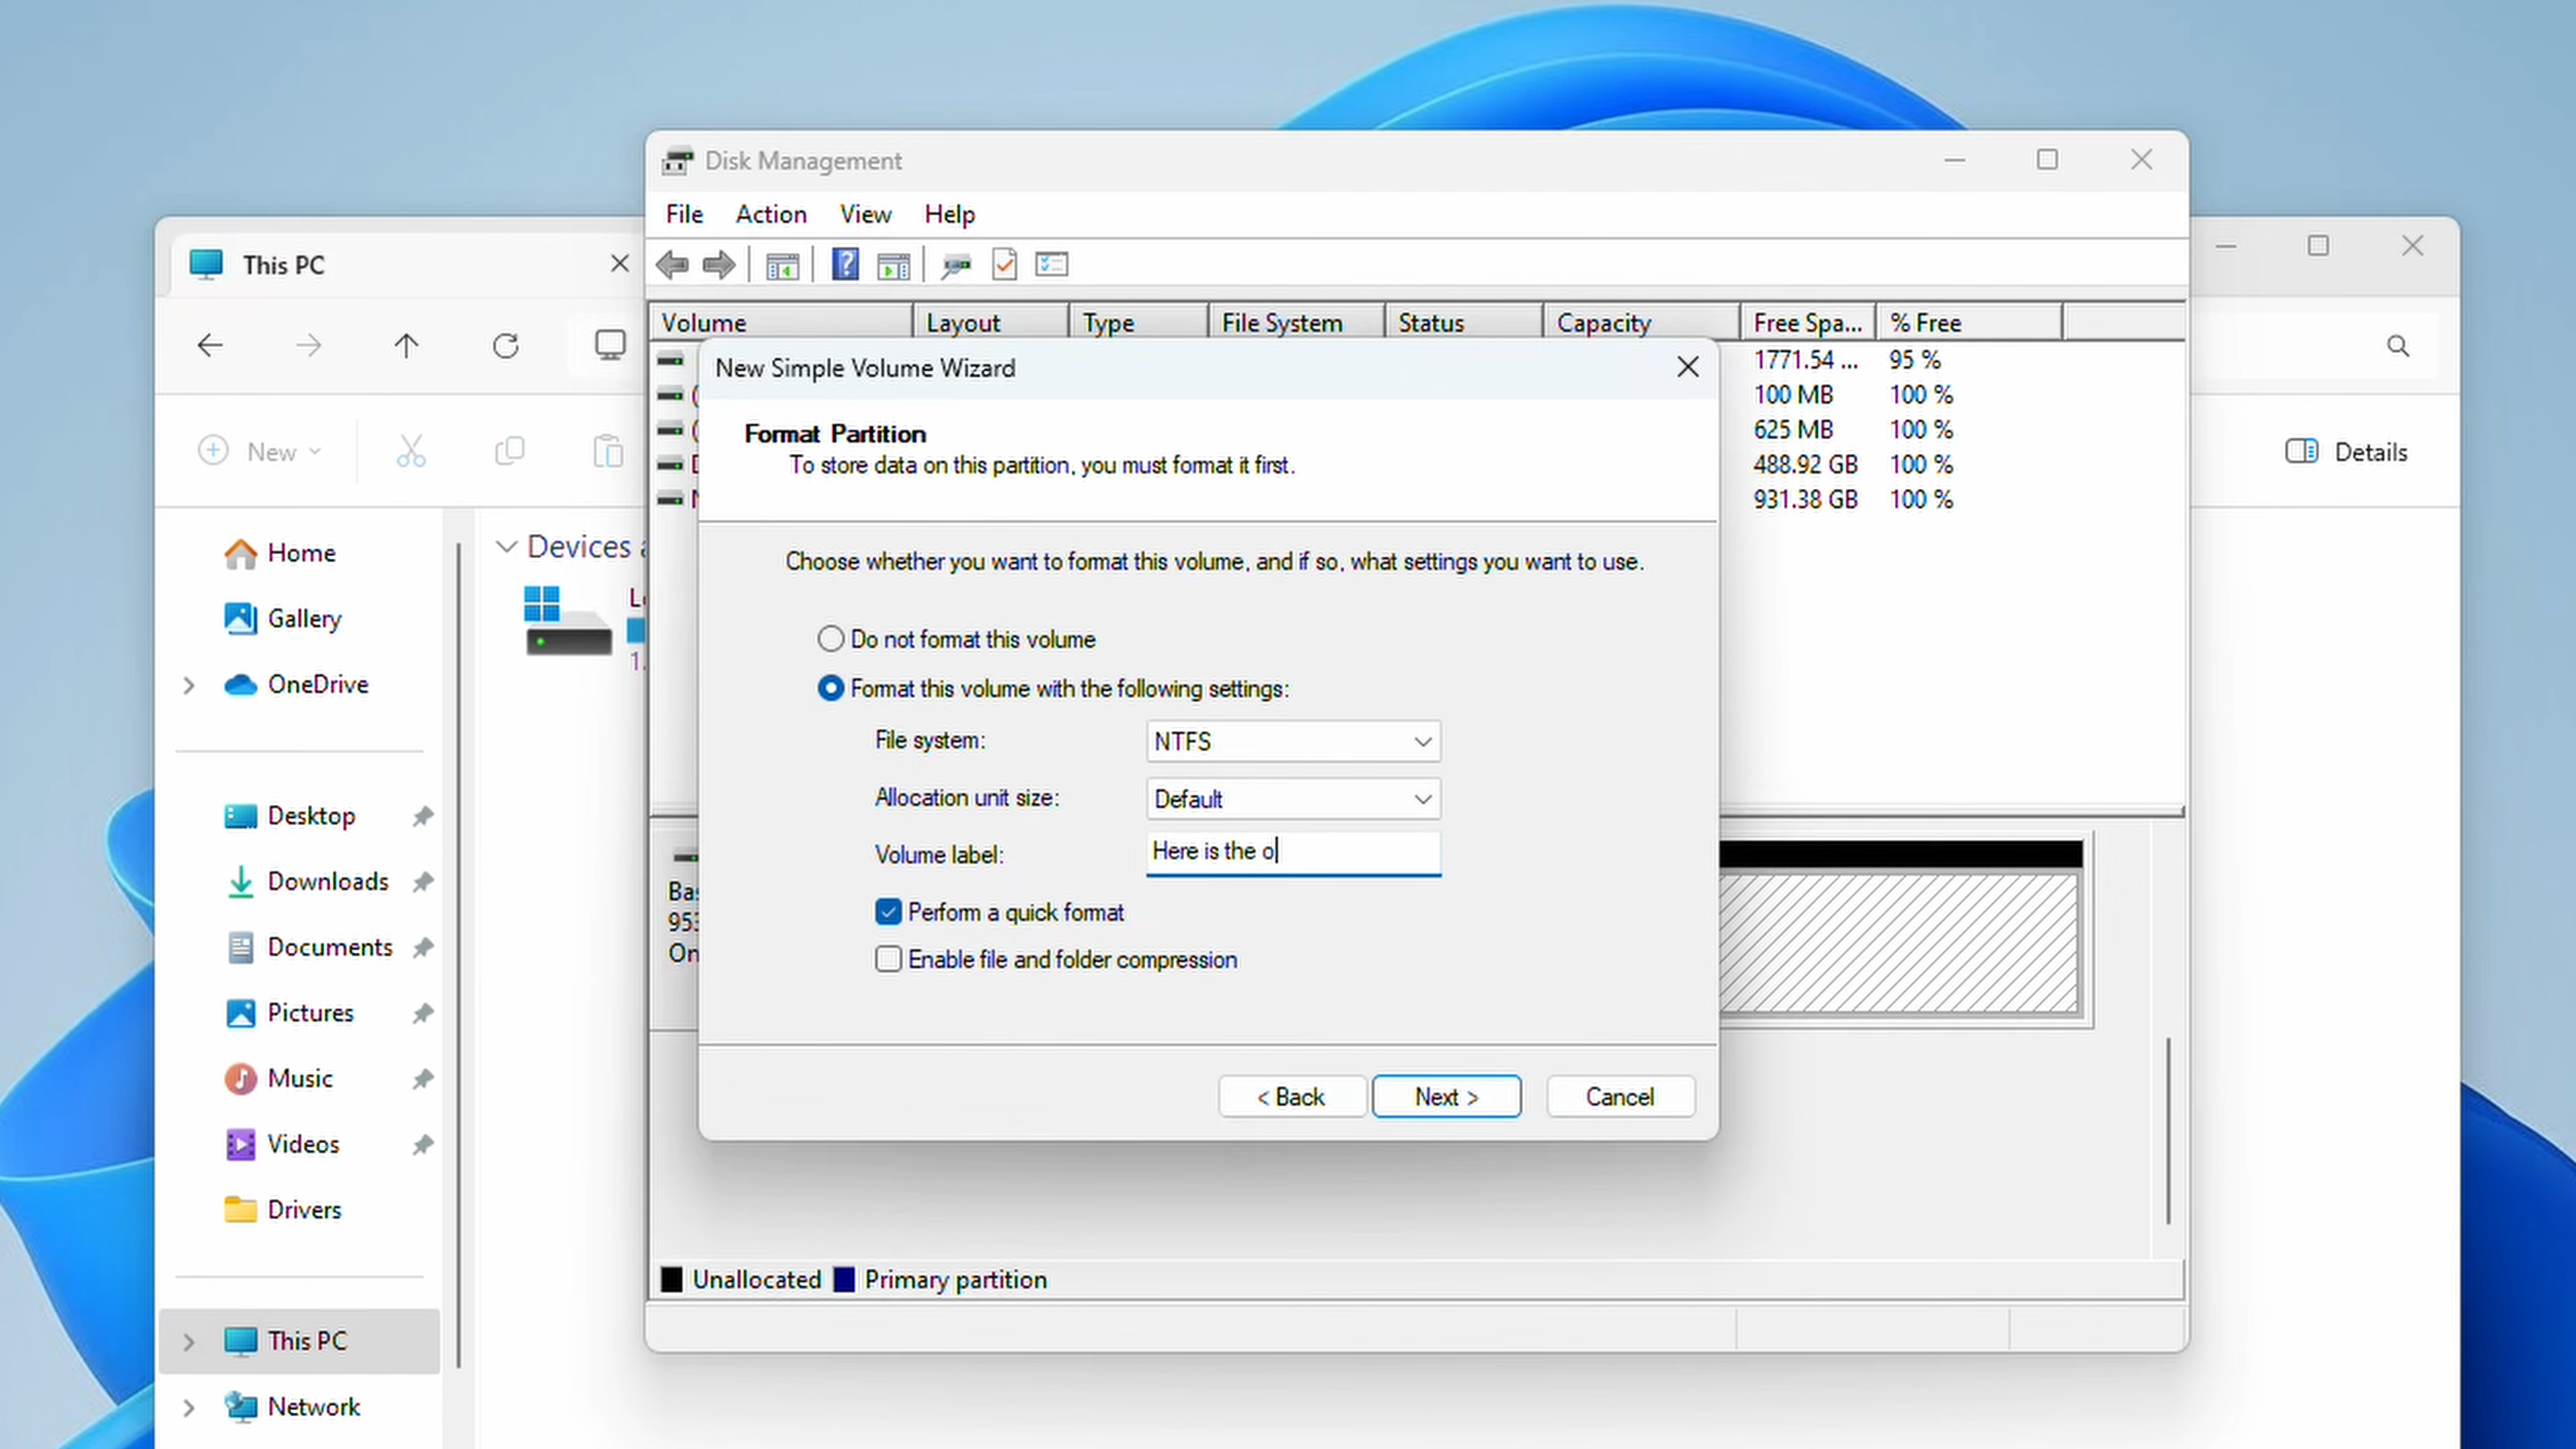 Disk Management
File Action View Help
This PC
Volume Layout Type File System Status Capacity Free Spa... % Free
1771.54 ... 95 %
100 MB 100 %
625 MB 100 %
488.92 GB 100 %
931.38 GB 100 %
New
Details
Home
Gallery
OneDrive
Desktop
Downloads
Documents
Pictures
Music
Videos
Drivers
This PC
Network
Devices
New Simple Volume Wizard
Format Partition
To store data on this partition, you must format it first.
Choose whether you want to format this volume, and if so, what settings you want to use.
Do not format this volume
Format this volume with the following settings:
File system: NTFS
Allocation unit size: Default
Volume label: Here is the o
Perform a quick format
Enable file and folder compression
< Back Next > Cancel
Bas
953
On
Unallocated Primary partition